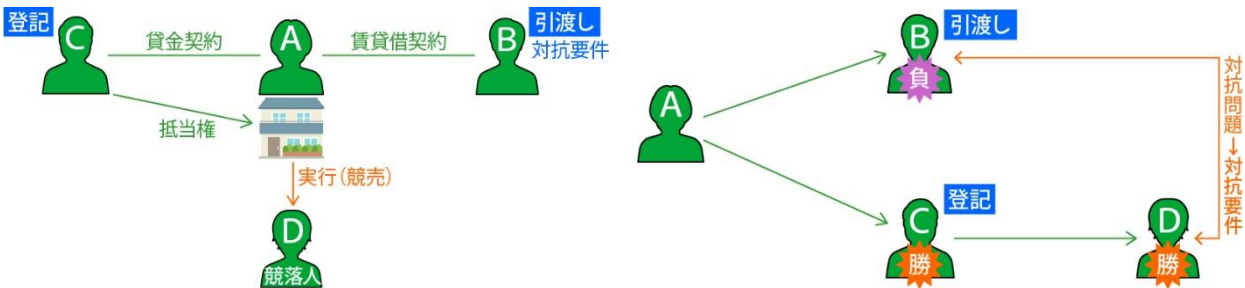 登記
C
貸金契約
A
賃貸借契約
B
引渡し
対抗要件
抵当権
実行(競売)
D
競落人
A
B
負
引渡し
C
勝
登記
D
勝
対抗問題→対抗要件